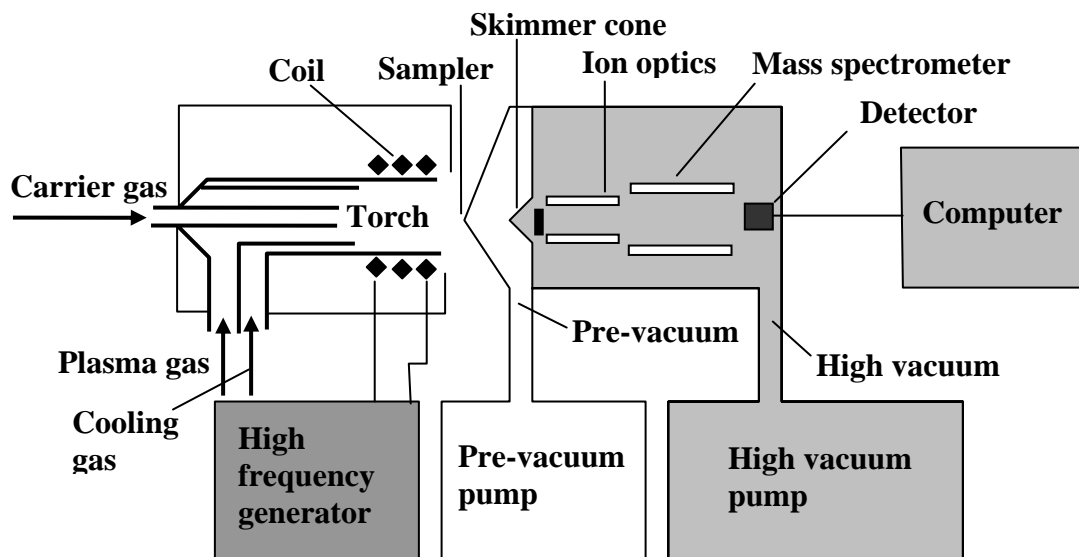 Skimmer cone
Coil
Sampler
Ion optics
Mass spectrometer
Detector
Carrier gas
Torch
Computer
Pre-vacuum
Plasma gas
High vacuum
Cooling
gas
High
frequency
generator
Pre-vacuum
pump
High vacuum
pump